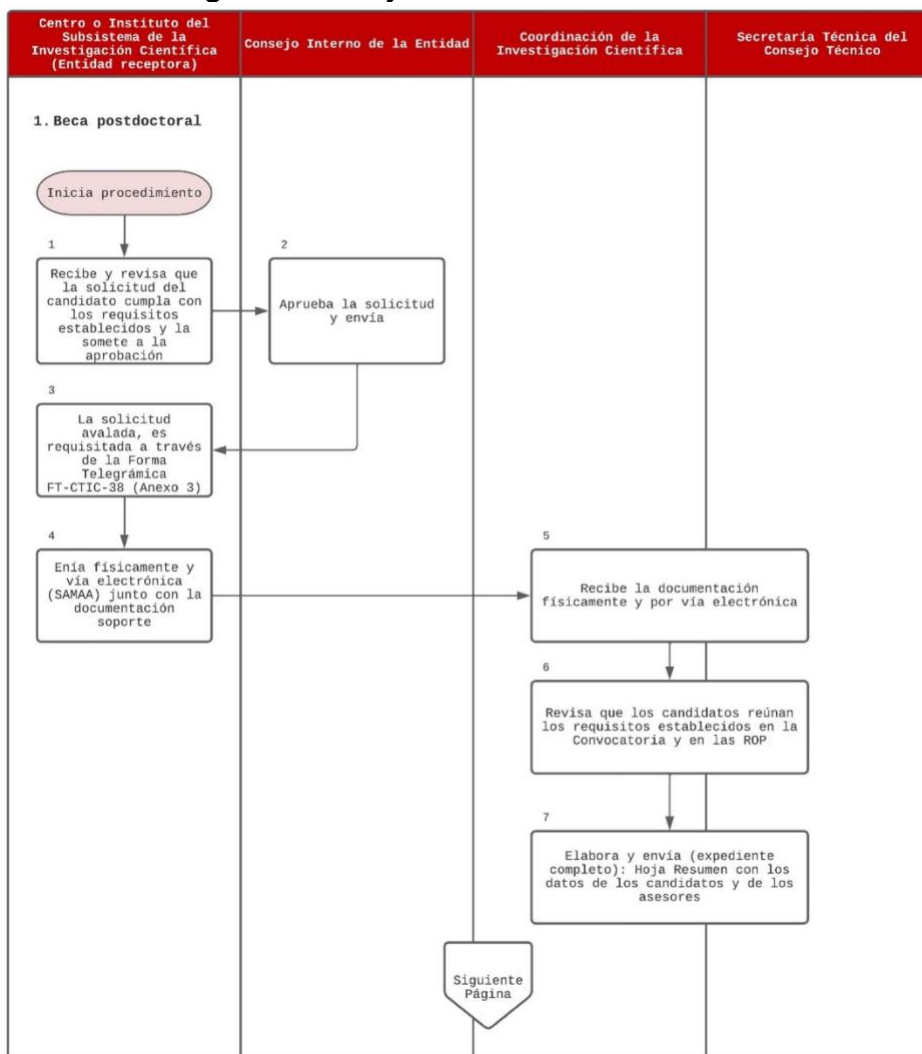 Centro o Instituto del
Subsistema de la
Investigación Científica
(Entidad receptora)
Consejo Interno de la Entidad
Coordinación de la
Investigación Científica
Secretaría Técnica del
Consejo Técnico
1. Beca postdoctoral
Inicia procedimiento
1
Recibe y revisa que
la solicitud del
candidato cumpla con
los requisitos
establecidos y la
somete a la
aprobación
2
Aprueba la solicitud
y envía
3
La solicitud
avalada, es
requisitada a través
de la Forma
Telegrámica
FT-CTIC-38 (Anexo 3)
4
Enía físicamente y
vía electrónica
(SAMAA) junto con la
documentación
soporte
5
Recibe la documentación
físicamente y por vía electrónica
6
Revisa que los candidatos reúnan
los requisitos establecidos en la
Convocatoria y en las ROP
7
Elabora y envía (expediente
completo): Hoja Resumen con los
datos de los candidatos y de los
asesores
Siguiente
Página